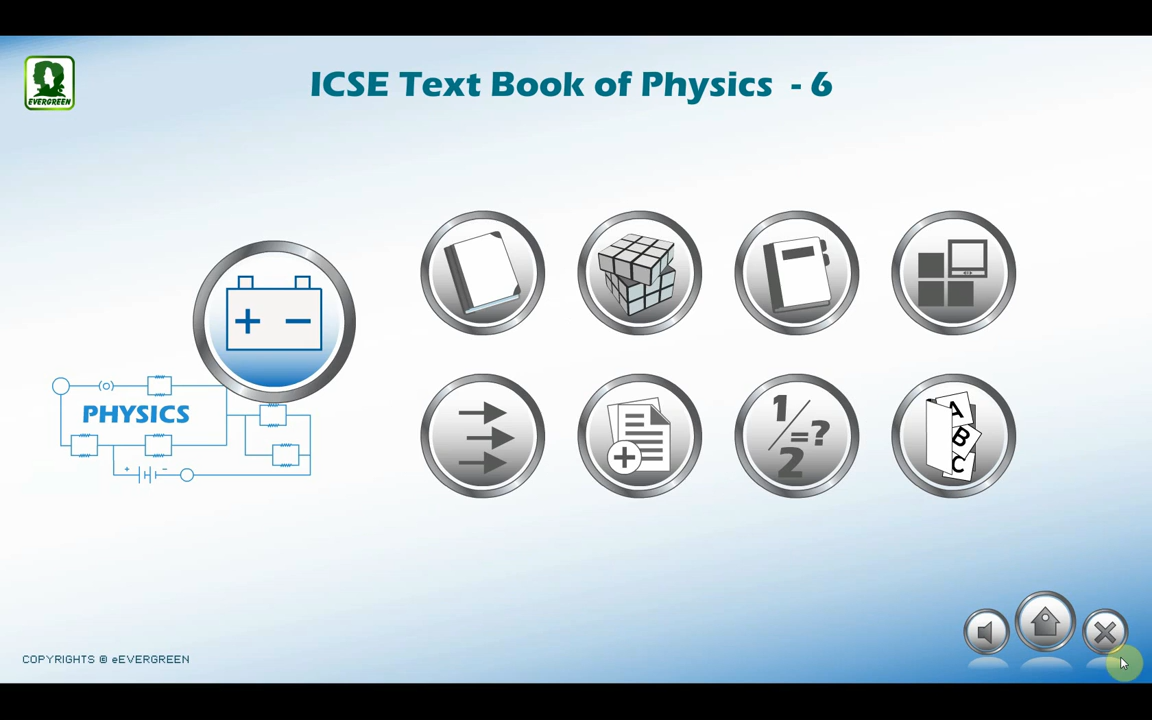 EVERGREEN
ICSE Text Book of Physics - 6
+ −
PHYSICS
+ −
1/2=?
A
B
C
COPYRIGHTS @ eEVERGREEN